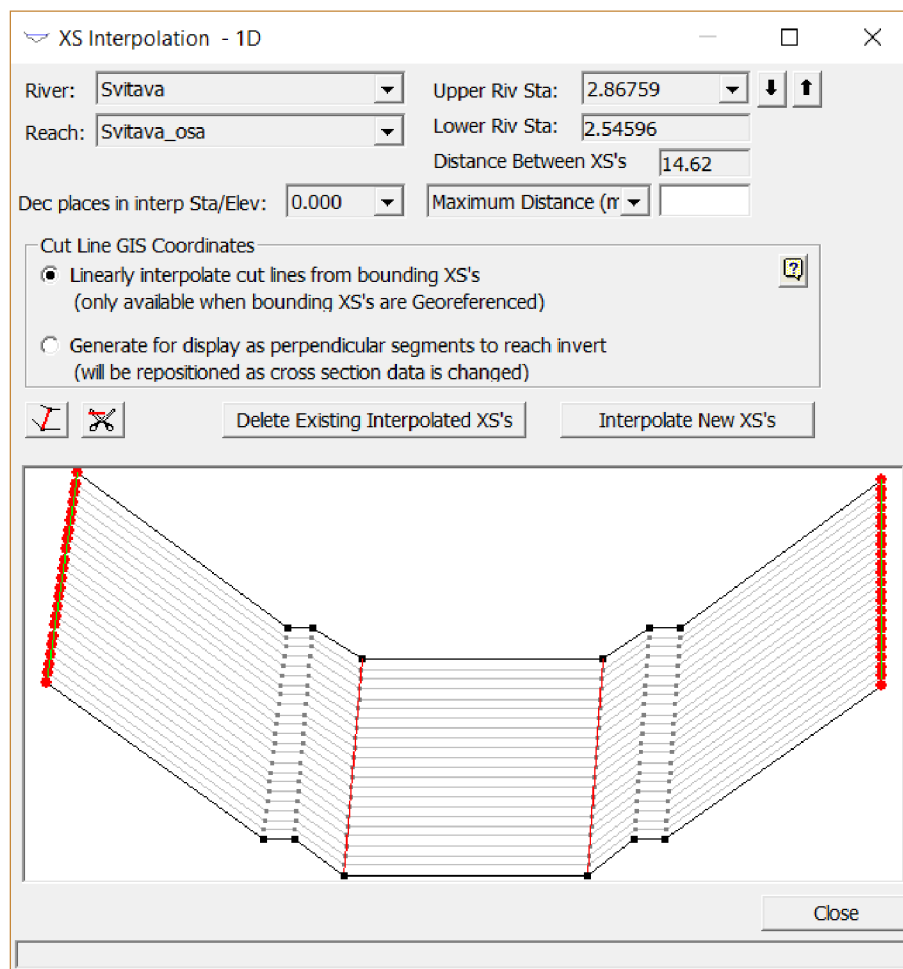 XS Interpolation - 1D
River: Svitava Upper Riv Sta: 2.86759
Reach: Svitava_osa Lower Riv Sta: 2.54596
Distance Between XS's 14.62
Dec places in interp Sta/Elev: 0.000 Maximum Distance (m
Cut Line GIS Coordinates
Linearly interpolate cut lines from bounding XS's
(only available when bounding XS's are Georeferenced)
?
Generate for display as perpendicular segments to reach invert
(will be repositioned as cross section data is changed)
Delete Existing Interpolated XS's Interpolate New XS's
Close